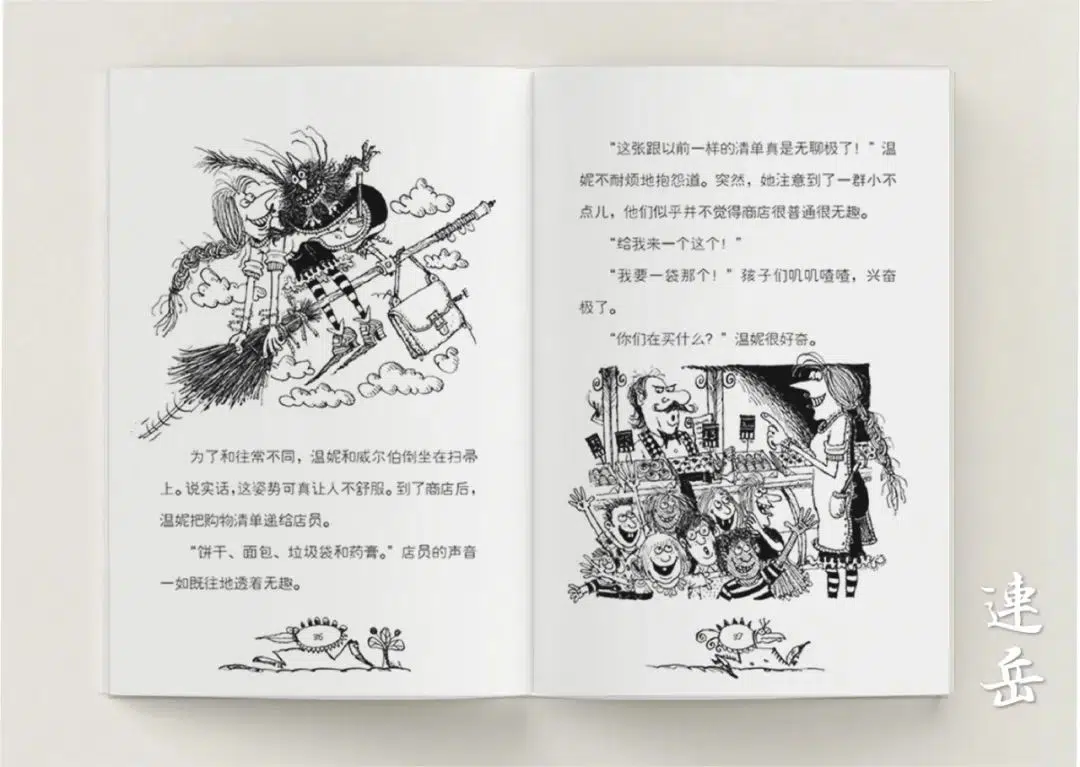 为了和往常不同，温妮和威尔伯倒坐在扫帚
上。说实话，这姿势可真让人不舒服。到了商店后，
温妮把购物清单递给店员。
“饼干、面包、垃圾袋和药膏。”店员的声音
一如既往地透着无趣。
36
“这张跟以前一样的清单真是无聊极了！”温
妮不耐烦地抱怨道。突然，她注意到了一群小不
点儿，他们似乎并不觉得商店很普通很无趣。
“给我来一个这个！”
“我要一袋那个！”孩子们叽叽喳喳，兴奋
极了。
“你们在买什么？”温妮很好奇。
37
連
岳